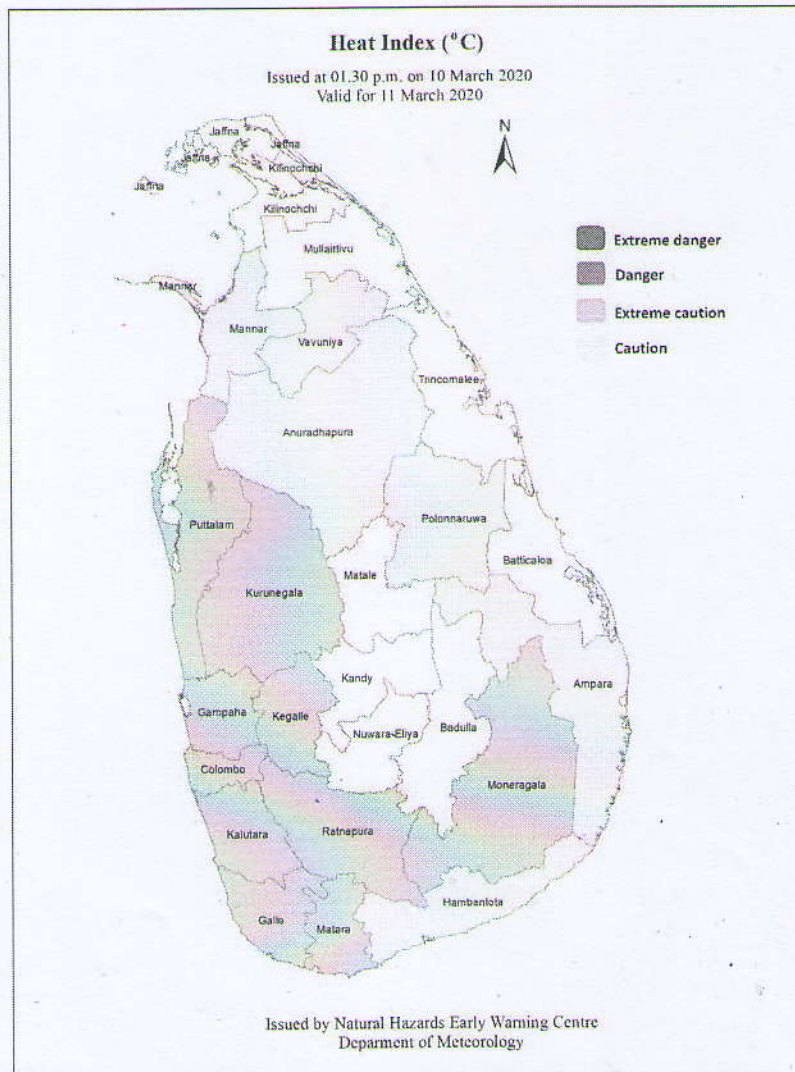 Heat Index (°C)
Issued at 01.30 p.m. on 10 March 2020
Valid for 11 March 2020
N
Jaffna
Jaffna
Jaffna
Kilinochchi
Jaffna
Kilinochchi
Mullaittivu
Mannar
Mannar
Vavuniya
Trincomalee
Anuradhapura
Puttalam
Polonnaruwa
Batticaloa
Matale
Kurunegala
Kandy
Ampara
Gampaha
Kegalle
Nuwara-Eliya
Badulla
Colombo
Moneragala
Kalutara
Ratnapura
Hambantota
Galle
Matara
Extreme danger
Danger
Extreme caution
Caution
Issued by Natural Hazards Early Warning Centre
Deparment of Meteorology